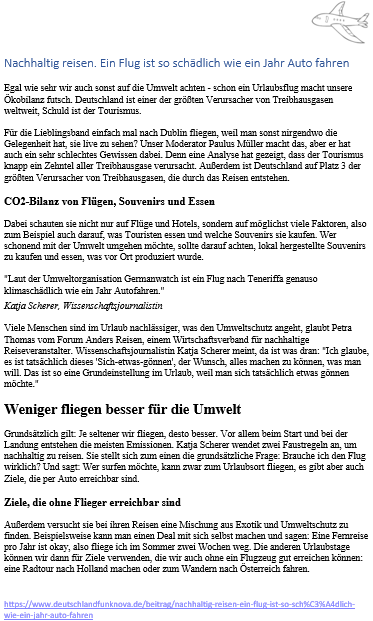 Nachhaltig reisen. Ein Flug ist so schädlich wie ein Jahr Auto fahren
Egal wie sehr wir auch sonst auf die Umwelt achten - schon ein Urlaubsflug macht unsere
Ökobilanz futsch. Deutschland ist einer der größten Verursacher von Treibhausgasen
weltweit, Schuld ist der Tourismus.
Für die Lieblingsband einfach mal nach Dublin fliegen, weil man sonst nirgendwo die
Gelegenheit hat, sie live zu sehen? Unser Moderator Paulus Müller macht das, aber er hat
auch ein sehr schlechtes Gewissen dabei. Denn eine Analyse hat gezeigt, dass der Tourismus
knapp ein Zehntel aller Treibhausgase verursacht. Außerdem ist Deutschland auf Platz 3 der
größten Verursacher von Treibhausgasen, die durch das Reisen entstehen.
CO2-Bilanz von Flügen, Souvenirs und Essen
Dabei schauten sie nicht nur auf Flüge und Hotels, sondern auf möglichst viele Faktoren, also
zum Beispiel auch darauf, was Touristen essen und welche Souvenirs sie kaufen. Wer
schonend mit der Umwelt umgehen möchte, sollte darauf achten, lokal hergestellte Souvenirs
zu kaufen und essen, was vor Ort produziert wurde.
"Laut der Umweltorganisation Germanwatch ist ein Flug nach Teneriffa genauso
klimaschädlich wie ein Jahr Autofahren."
Katja Scherer, Wissenschaftsjournalistin
Viele Menschen sind im Urlaub nachlässiger, was den Umweltschutz angeht, glaubt Petra
Thomas vom Forum Anders Reisen, einem Wirtschaftsverband für nachhaltige
Reiseveranstalter. Wissenschaftsjournalistin Katja Scherer meint, da ist was dran: "Ich glaube,
es ist tatsächlich dieses 'Sich-etwas-gönnen', der Wunsch, alles machen zu können, was man
will. Das ist so eine Grundeinstellung im Urlaub, weil man sich tatsächlich etwas gönnen
möchte."
Weniger fliegen besser für die Umwelt
Grundsätzlich gilt: Je seltener wir fliegen, desto besser. Vor allem beim Start und bei der
Landung entstehen die meisten Emissionen. Katja Scherer wendet zwei Faustregeln an, um
nachhaltig zu reisen. Sie stellt sich zum einen die grundsätzliche Frage: Brauche ich den Flug
wirklich? Und sagt: Wer surfen möchte, kann zwar zum Urlaubsort fliegen, es gibt aber auch
Ziele, die per Auto erreichbar sind.
Ziele, die ohne Flieger erreichbar sind
Außerdem versucht sie bei ihren Reisen eine Mischung aus Exotik und Umweltschutz zu
finden. Beispielsweise kann man einen Deal mit sich selbst machen und sagen: Eine Fernreise
pro Jahr ist okay, also fliege ich im Sommer zwei Wochen weg. Die anderen Urlaubstage
können wir dann für Ziele verwenden, die wir auch ohne ein Flugzeug gut erreichen können:
eine Radtour nach Holland machen oder zum Wandern nach Österreich fahren.
https://www.deutschlandfunknova.de/beitrag/nachhaltig-reisen-ein-flug-ist-so-sch%C3%A4dlich-
wie-ein-jahr-auto-fahren